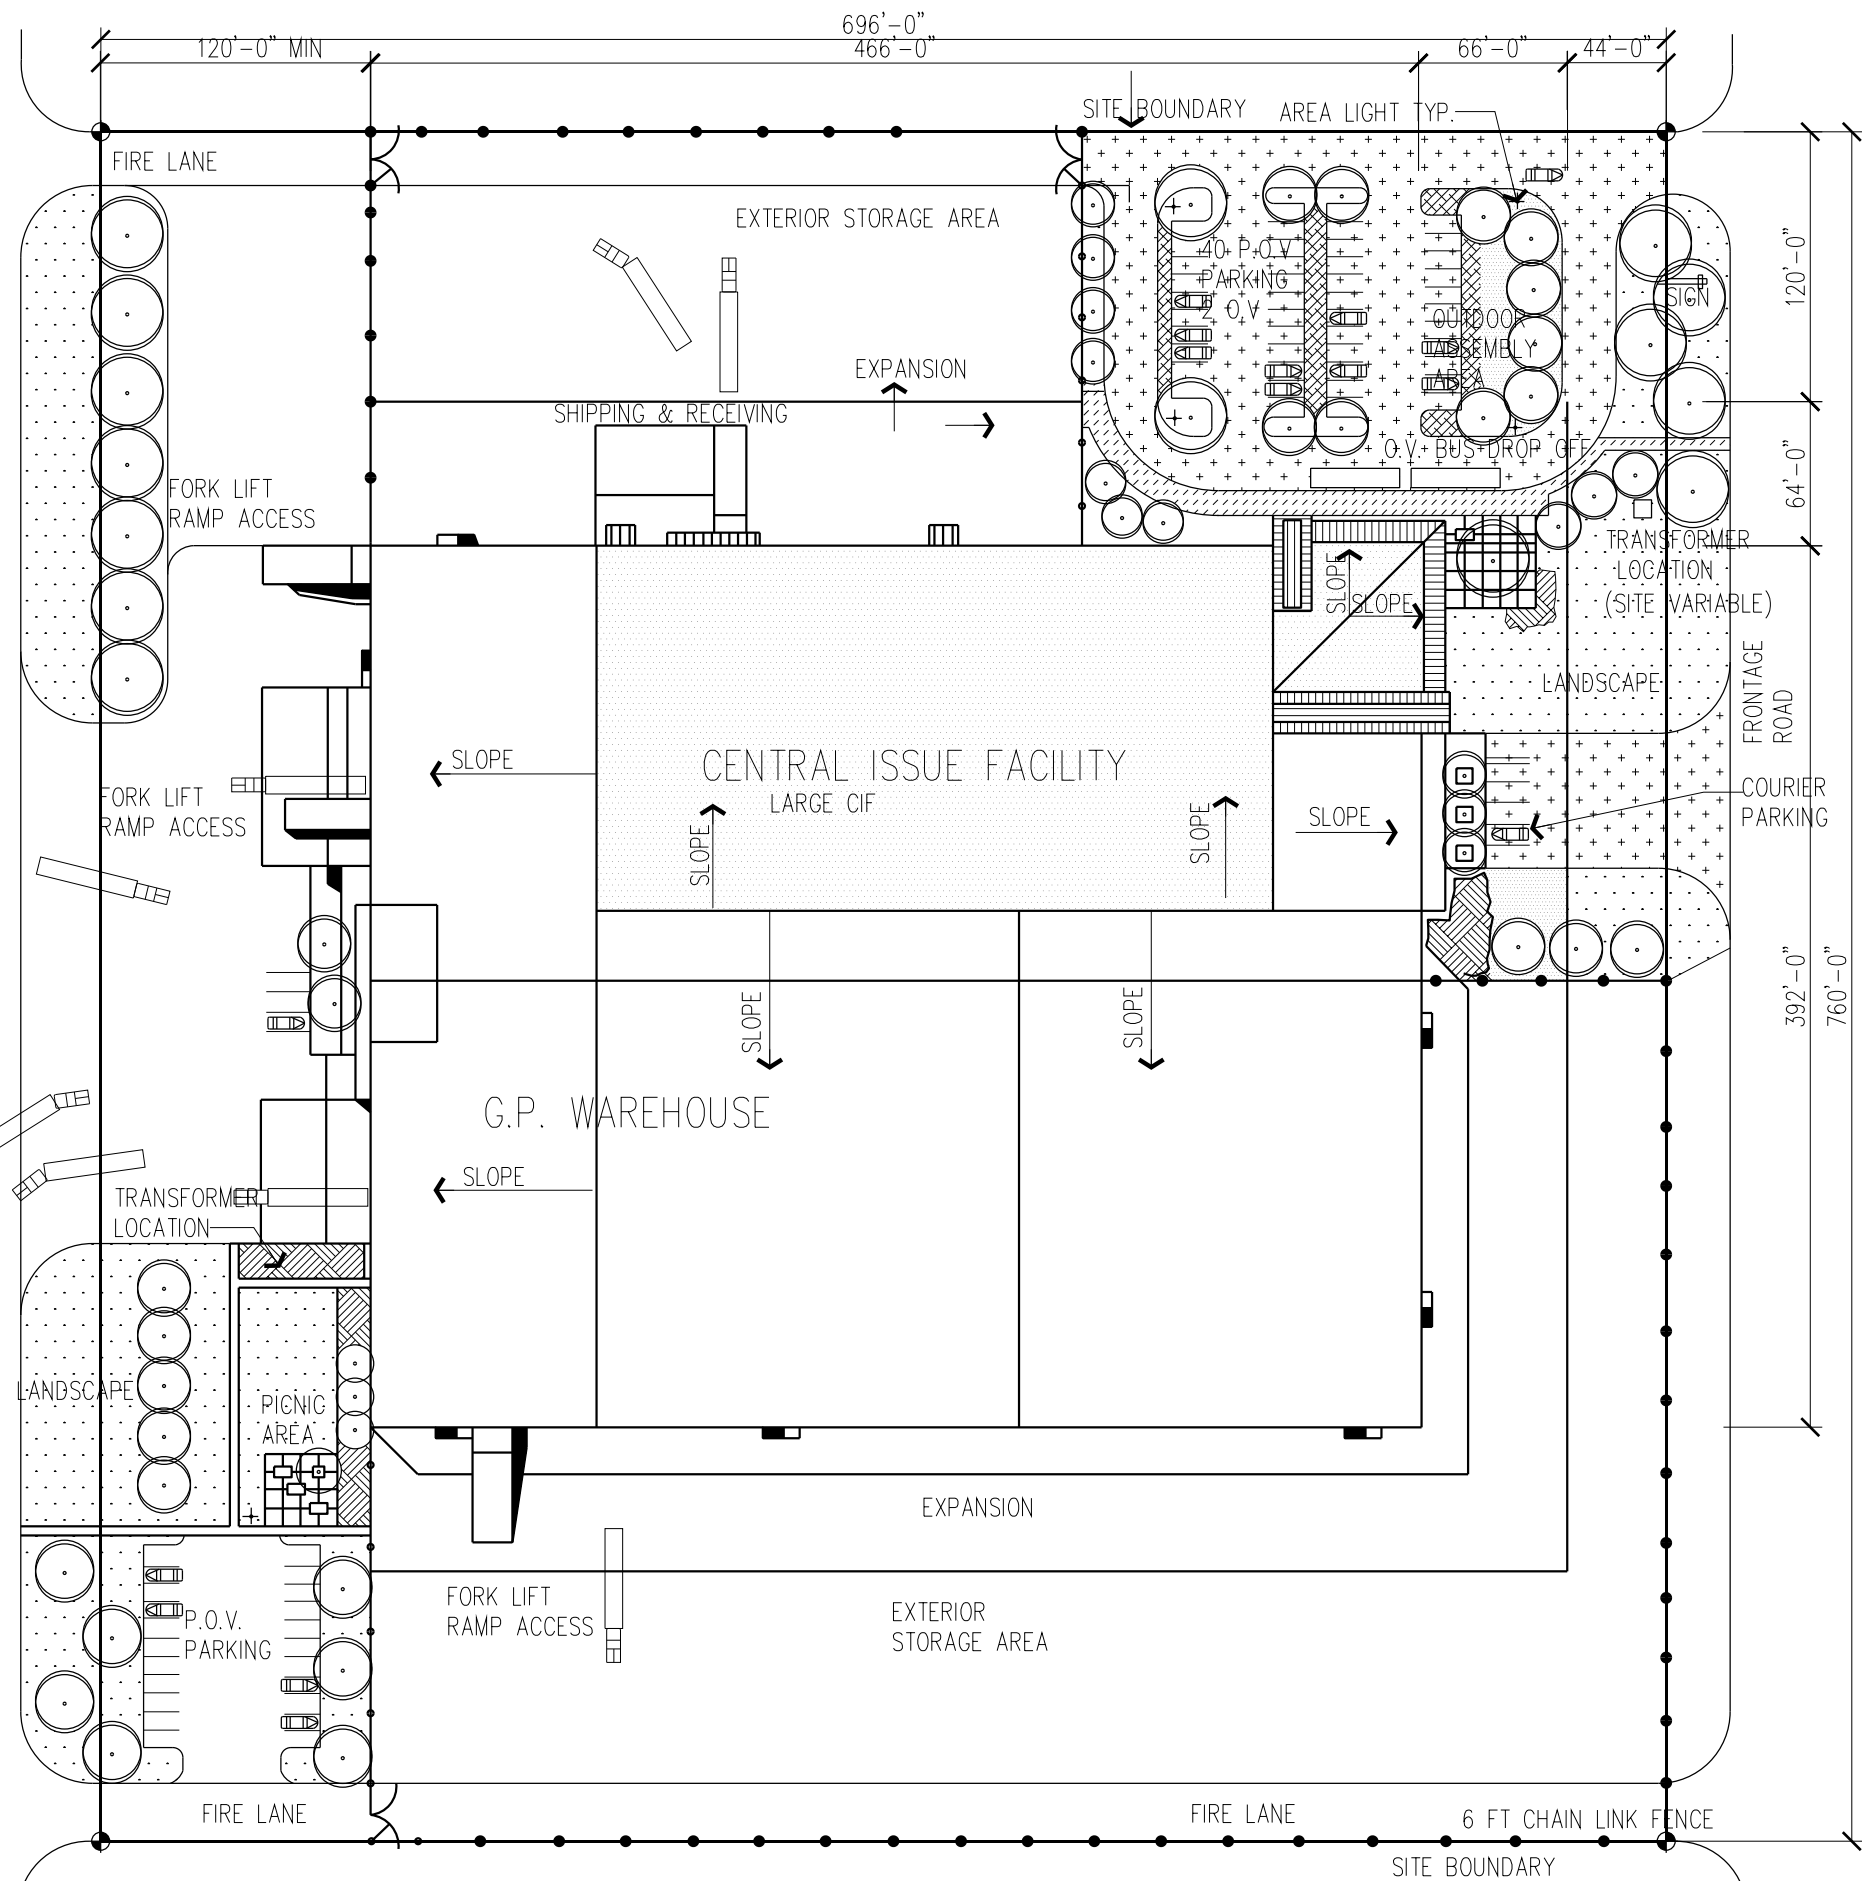 696'-0"
120'-0" MIN
466'-0"
66'-0"
44'-0"
SITE BOUNDARY
AREA LIGHT TYP.
FIRE LANE
EXTERIOR STORAGE AREA
40 P.O.V
PARKING
2 O.V
SIGN
120'-0"
OUTDOOR
ASSEMBLY
AREA
EXPANSION
SHIPPING & RECEIVING
O.V. BUS DROP OFF
64'-0"
FORK LIFT
RAMP ACCESS
TRANSFORMER
LOCATION
(SITE VARIABLE)
SLOPE
SLOPE
LANDSCAPE
FRONTAGE
ROAD
SLOPE
CENTRAL ISSUE FACILITY
LARGE CIF
FORK LIFT
RAMP ACCESS
SLOPE
SLOPE
SLOPE
COURIER
PARKING
392'-0"
760'-0"
SLOPE
SLOPE
G.P. WAREHOUSE
SLOPE
TRANSFORMER
LOCATION
LANDSCAPE
PICNIC
AREA
EXPANSION
FORK LIFT
RAMP ACCESS
EXTERIOR
STORAGE AREA
P.O.V.
PARKING
FIRE LANE
FIRE LANE
6 FT CHAIN LINK FENCE
SITE BOUNDARY